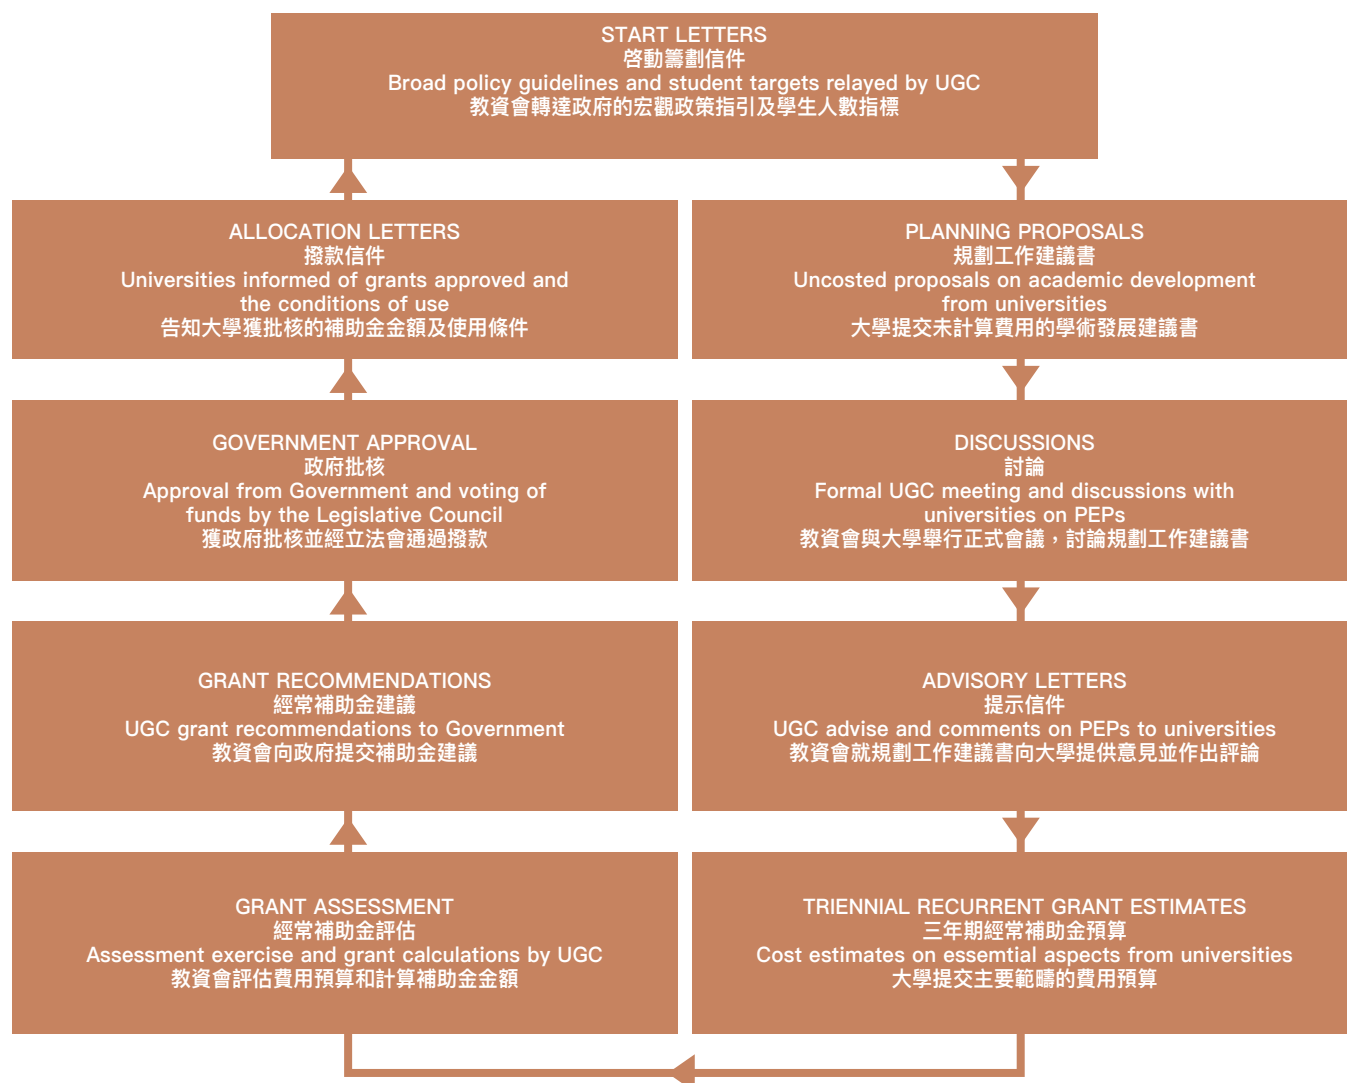 START LETTERS
啓動籌劃信件
Broad policy guidelines and student targets relayed by UGC
教資會轉達政府的宏觀政策指引及學生人數指標
ALLOCATION LETTERS
撥款信件
Universities informed of grants approved and
the conditions of use
告知大學獲批核的補助金金額及使用條件
PLANNING PROPOSALS
規劃工作建議書
Uncosted proposals on academic development
from universities
大學提交未計算費用的學術發展建議書
GOVERNMENT APPROVAL
政府批核
Approval from Government and voting of
funds by the Legislative Council
獲政府批核並經立法會通過撥款
DISCUSSIONS
討論
Formal UGC meeting and discussions with
universities on PEPs
教資會與大學舉行正式會議，討論規劃工作建議書
GRANT RECOMMENDATIONS
經常補助金建議
UGC grant recommendations to Government
教資會向政府提交補助金建議
ADVISORY LETTERS
提示信件
UGC advise and comments on PEPs to universities
教資會就規劃工作建議書向大學提供意見並作出評論
GRANT ASSESSMENT
經常補助金評估
Assessment exercise and grant calculations by UGC
教資會評估費用預算和計算補助金金額
TRIENNIAL RECURRENT GRANT ESTIMATES
三年期經常補助金預算
Cost estimates on essemtial aspects from universities
大學提交主要範疇的費用預算